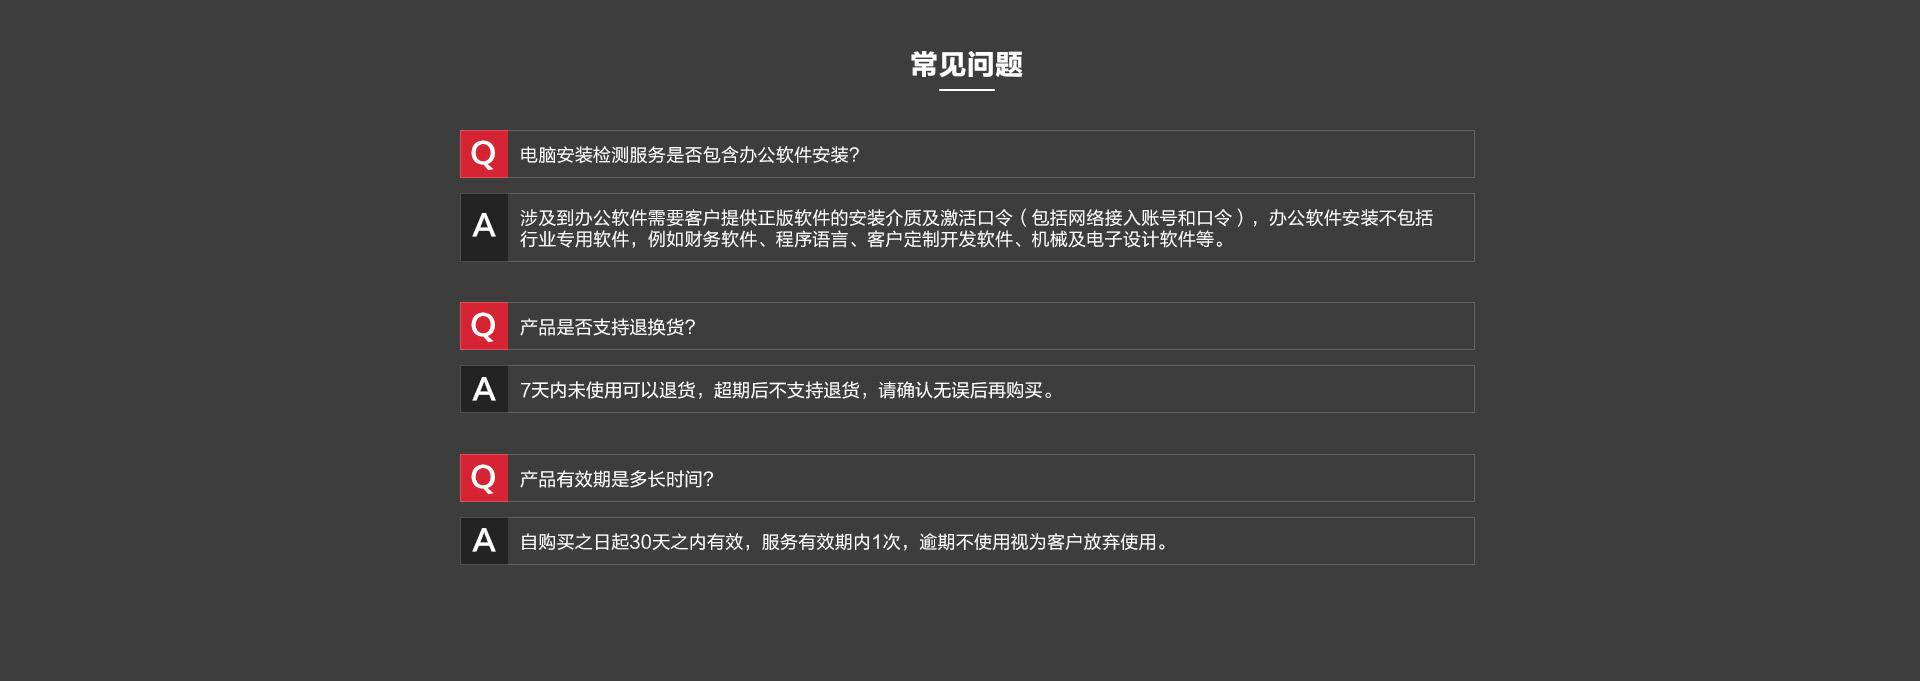 常见问题
Q 电脑安装检测服务是否包含办公软件安装?
A 涉及到办公软件需要客户提供正版软件的安装介质及激活口令（包括网络接入账号和口令），办公软件安装不包括
行业专用软件，例如财务软件、程序语言、客户定制开发软件、机械及电子设计软件等。
Q 产品是否支持退换货?
A 7天内未使用可以退货，超期后不支持退货，请确认无误后再购买。
Q 产品有效期是多长时间?
A 自购买之日起30天之内有效，服务有效期内1次，逾期不使用视为客户放弃使用。